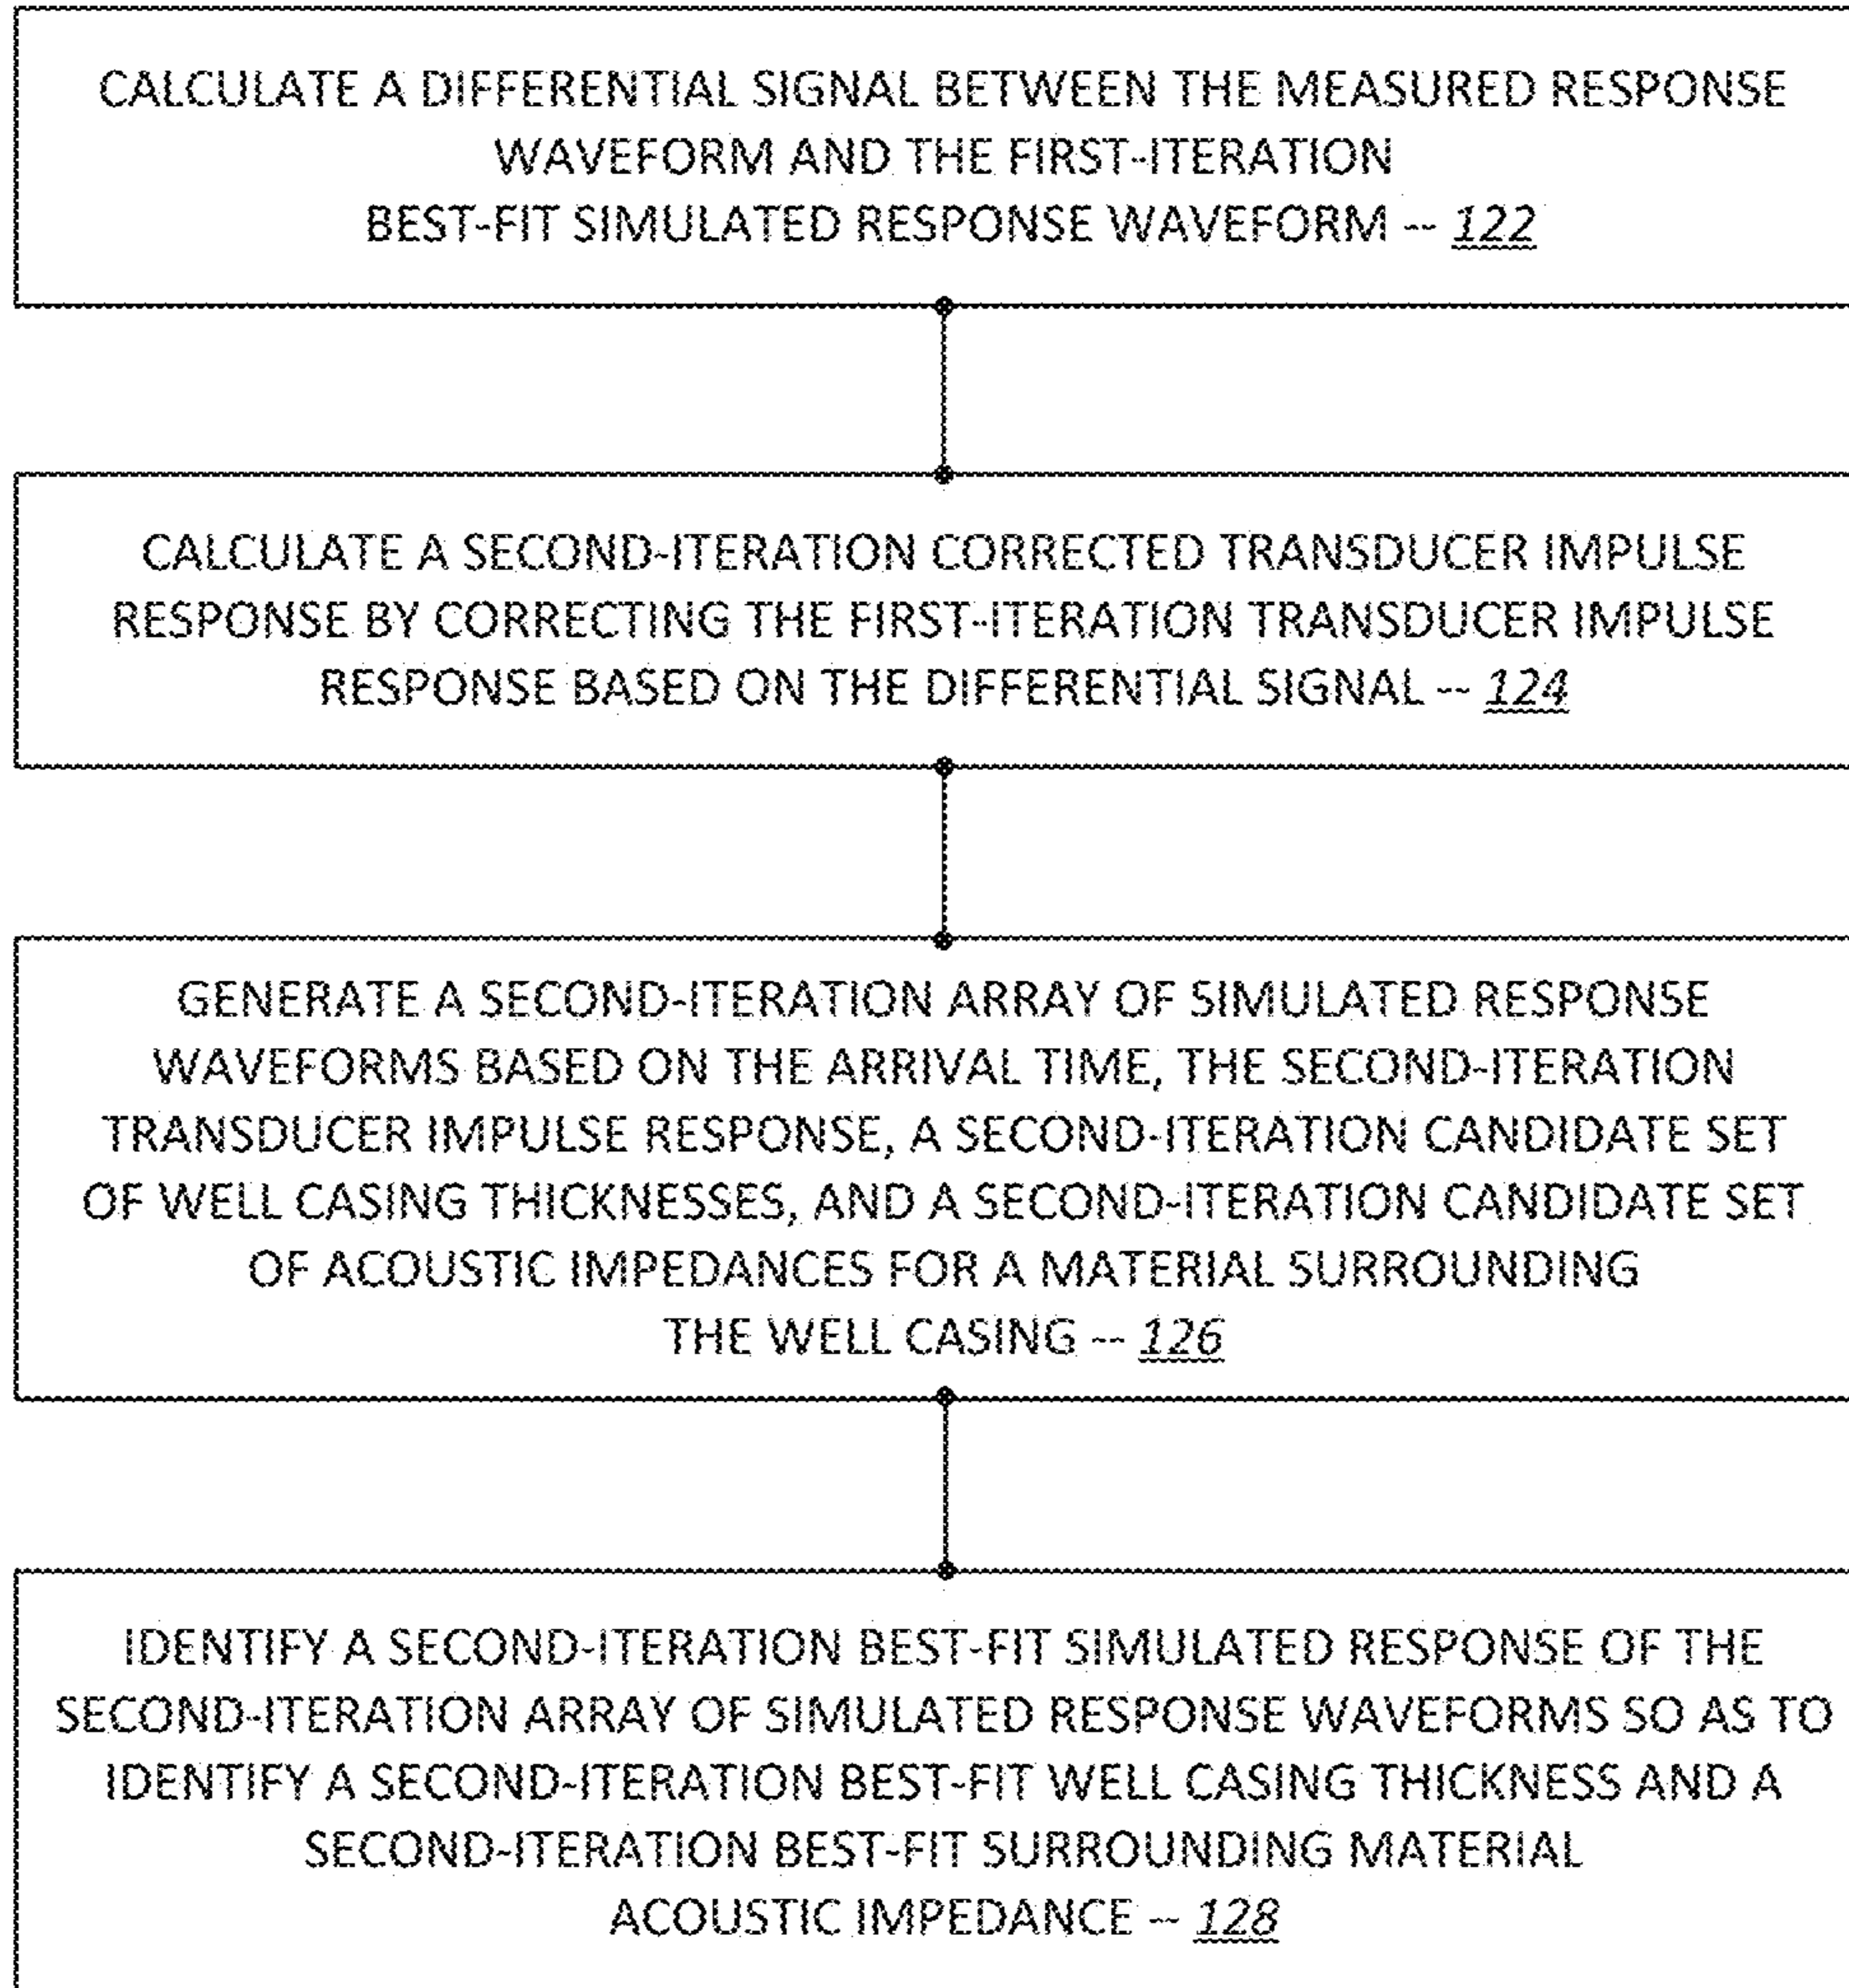 CALCULATE A DIFFERENTIAL SIGNAL BETWEEN THE MEASURED RESPONSE
WAVEFORM AND THE FIRST-ITERATION
BEST-FIT SIMULATED RESPONSE WAVEFORM -- 122
CALCULATE A SECOND-ITERATION CORRECTED TRANSDUCER IMPULSE
RESPONSE BY CORRECTING THE FIRST-ITERATION TRANSDUCER IMPULSE
RESPONSE BASED ON THE DIFFERENTIAL SIGNAL -- 124
GENERATE A SECOND-ITERATION ARRAY OF SIMULATED RESPONSE
WAVEFORMS BASED ON THE ARRIVAL TIME, THE SECOND-ITERATION
TRANSDUCER IMPULSE RESPONSE, A SECOND-ITERATION CANDIDATE SET
OF WELL CASING THICKNESSES, AND A SECOND-ITERATION CANDIDATE SET
OF ACOUSTIC IMPEDANCES FOR A MATERIAL SURROUNDING
THE WELL CASING -- 126
IDENTIFY A SECOND-ITERATION BEST-FIT SIMULATED RESPONSE OF THE
SECOND-ITERATION ARRAY OF SIMULATED RESPONSE WAVEFORMS SO AS TO
IDENTIFY A SECOND-ITERATION BEST-FIT WELL CASING THICKNESS AND A
SECOND-ITERATION BEST-FIT SURROUNDING MATERIAL
ACOUSTIC IMPEDANCE -- 128